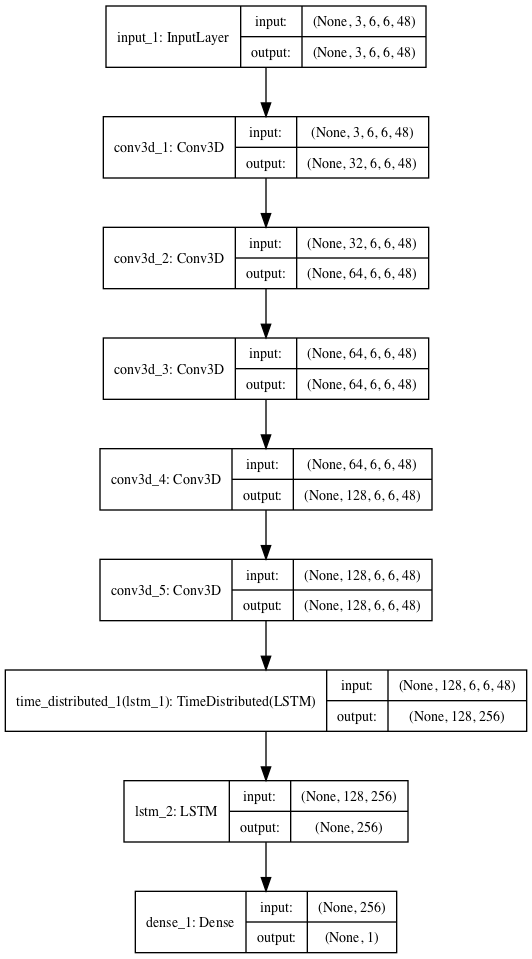 input_1: InputLayer
input: (None, 3, 6, 6, 48)
output: (None, 3, 6, 6, 48)
conv3d_1: Conv3D
input: (None, 3, 6, 6, 48)
output: (None, 32, 6, 6, 48)
conv3d_2: Conv3D
input: (None, 32, 6, 6, 48)
output: (None, 64, 6, 6, 48)
conv3d_3: Conv3D
input: (None, 64, 6, 6, 48)
output: (None, 64, 6, 6, 48)
conv3d_4: Conv3D
input: (None, 64, 6, 6, 48)
output: (None, 128, 6, 6, 48)
conv3d_5: Conv3D
input: (None, 128, 6, 6, 48)
output: (None, 128, 6, 6, 48)
time_distributed_1(lstm_1): TimeDistributed(LSTM)
input: (None, 128, 6, 6, 48)
output: (None, 128, 256)
lstm_2: LSTM
input: (None, 128, 256)
output: (None, 256)
dense_1: Dense
input: (None, 256)
output: (None, 1)